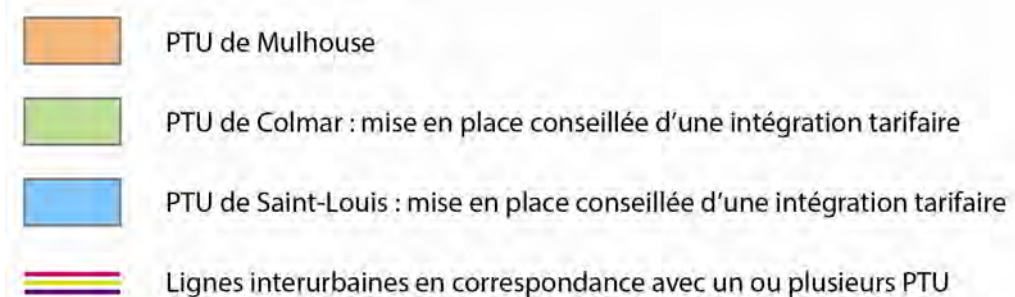 PTU de Mulhouse
PTU de Colmar : mise en place conseillée d'une intégration tarifaire
PTU de Saint-Louis : mise en place conseillée d'une intégration tarifaire
Lignes interurbaines en correspondance avec un ou plusieurs PTU